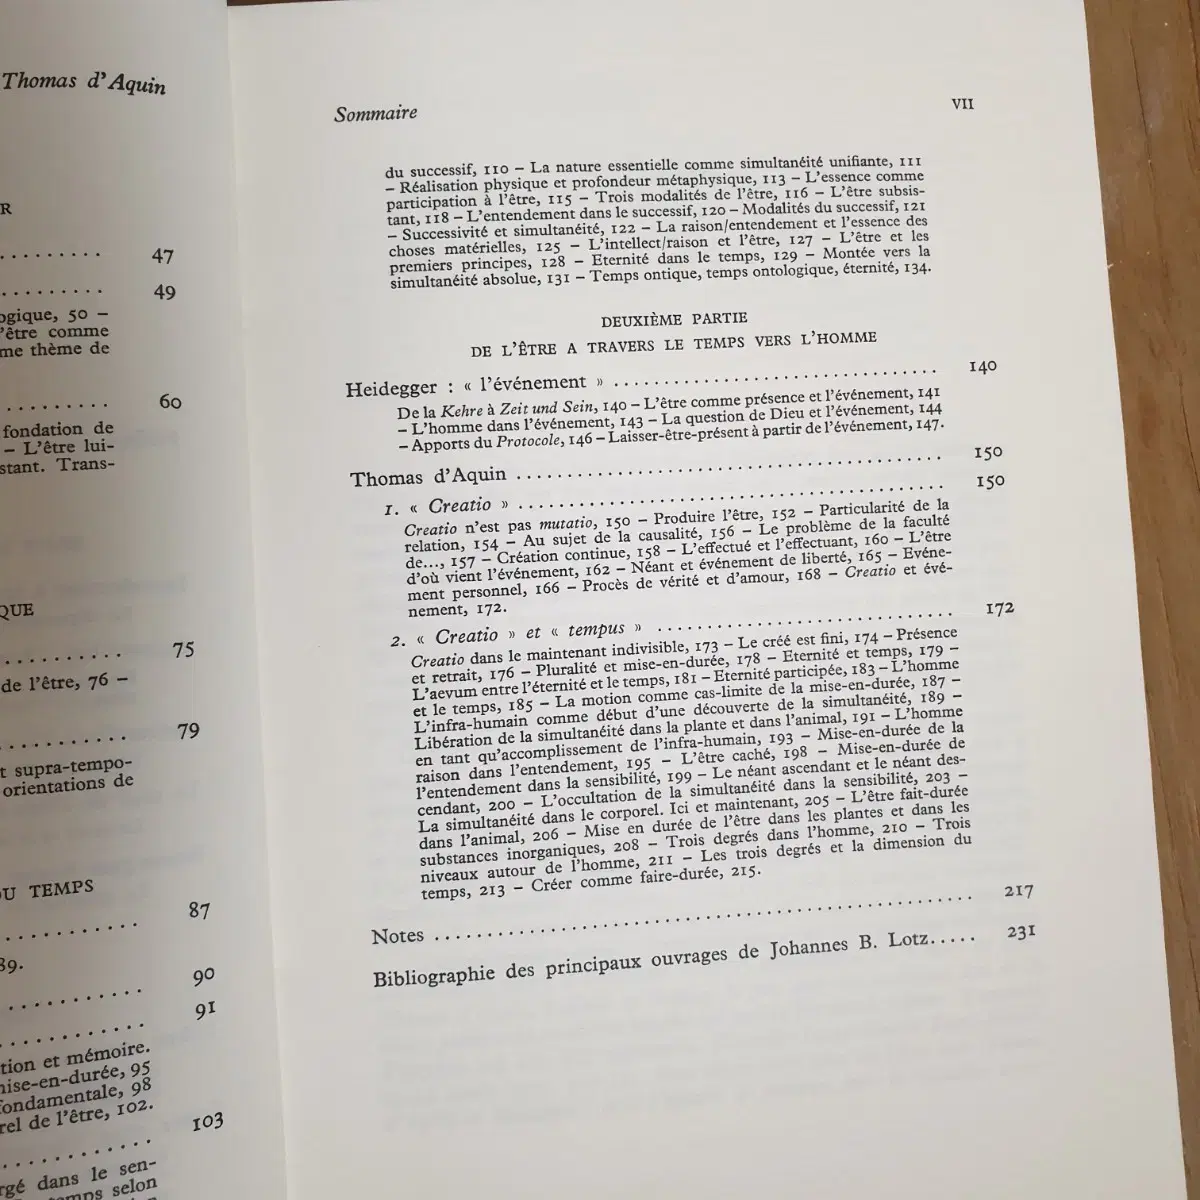 Thomas d'Aquin
R
. . . . . . . . . 47
. . . . . . . . . 49
ogique, 50 –
'être comme
me thème de
. . . . . . . . . 60
fondation de
– L'être lui-
stant. Trans-
QUE
. . . . . . . . . 75
de l'être, 76 –
. . . . . . . . . 79
t supra-tempo-
orientations de
DU TEMPS
. . . . . . . . . 87
89.
. . . . . . . . . 90
. . . . . . . . . 91
tion et mémoire.
mise-en-durée, 95
fondamentale, 98
rel de l'être, 102.
. . . . . . . . . 103
rgé dans le sen-
temps selon
Sommaire VII
du successif, 110 – La nature essentielle comme simultanéité unifiante, 111
– Réalisation physique et profondeur métaphysique, 113 – L'essence comme
participation à l'être, 115 – Trois modalités de l'être, 116 – L'être subsis-
tant, 118 – L'entendement dans le successif, 120 – Modalités du successif, 121
– Successivité et simultanéité, 122 – La raison/entendement et l'essence des
choses matérielles, 125 – L'intellect/raison et l'être, 127 – L'être et les
premiers principes, 128 – Eternité dans le temps, 129 – Montée vers la
simultanéité absolue, 131 – Temps ontique, temps ontologique, éternité, 134.
DEUXIÈME PARTIE
DE L'ÊTRE A TRAVERS LE TEMPS VERS L'HOMME
Heidegger : « l'événement » . . . . . . . . . 140
De la Kehre à Zeit und Sein, 140 – L'être comme présence et l'événement, 141
– L'homme dans l'événement, 143 – La question de Dieu et l'événement, 144
– Apports du Protocole, 146 – Laisser-être-présent à partir de l'événement, 147.
Thomas d'Aquin . . . . . . . . . 150
1. « Creatio » . . . . . . . . . 150
Creatio n'est pas mutatio, 150 – Produire l'être, 152 – Particularité de la
relation, 154 – Au sujet de la causalité, 156 – Le problème de la faculté
de..., 157 – Création continue, 158 – L'effectué et l'effectuant, 160 – L'être
d'où vient l'événement, 162 – Néant et événement de liberté, 165 – Evéne-
ment personnel, 166 – Procès de vérité et d'amour, 168 – Creatio et évé-
nement, 172.
2. « Creatio » et « tempus » . . . . . . . . . 172
Creatio dans le maintenant indivisible, 173 – Le créé est fini, 174 – Présence
et retrait, 176 – Pluralité et mise-en-durée, 178 – Eternité et temps, 179 –
L'aevum entre l'éternité et le temps, 181 – Eternité participée, 183 – L'homme
et le temps, 185 – La motion comme cas-limite de la mise-en-durée, 187 –
L'infra-humain comme début d'une découverte de la simultanéité, 189 –
Libération de la simultanéité dans la plante et dans l'animal, 191 – L'homme
en tant qu'accomplissement de l'infra-humain, 193 – Mise-en-durée de la
raison dans l'entendement, 195 – L'être caché, 198 – Mise-en-durée de
l'entendement dans la sensibilité, 199 – Le néant ascendant et le néant des-
cendant, 200 – L'occultation de la simultanéité dans la sensibilité, 203 –
La simultanéité dans le corporel. Ici et maintenant, 205 – L'être fait-durée
dans l'animal, 206 – Mise en durée de l'être dans les plantes et dans les
substances inorganiques, 208 – Trois degrés dans l'homme, 210 – Trois
niveaux autour de l'homme, 211 – Les trois degrés et la dimension du
temps, 213 – Créer comme faire-durée, 215.
Notes . . . . . . . . . 217
Bibliographie des principaux ouvrages de Johannes B. Lotz..... 231